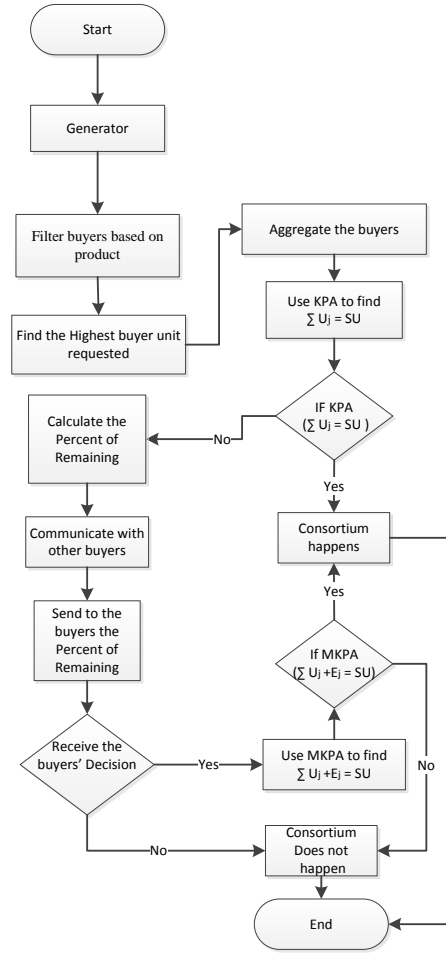 Start
Generator
Filter buyers based on
product
Find the Highest buyer unit
requested
Aggregate the buyers
Use KPA to find
∑ Uj = SU
IF KPA
(∑ Uj = SU )
No
Yes
Calculate the
Percent of
Remaining
Communicate with
other buyers
Send to the
buyers the
Percent of
Remaining
Receive the
buyers’ Decision
Yes
No
Consortium
happens
Yes
If MKPA
(∑ Uj +Ej = SU)
No
Use MKPA to find
∑ Uj +Ej = SU
Consortium
Does not
happen
End